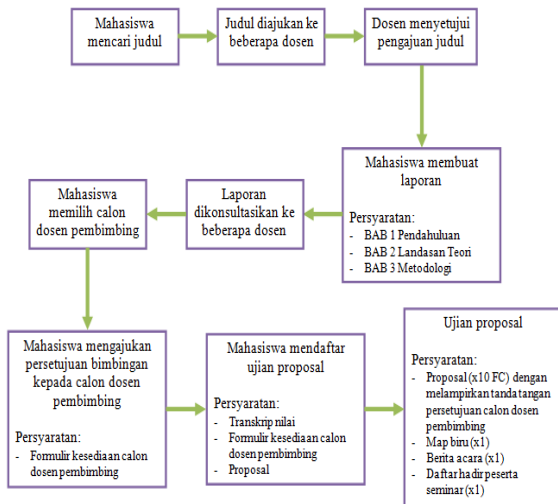 Mahasiswa
mencari judul
Judul diajukan ke
beberapa dosen
Dosen menyetujui
pengajuan judul
Mahasiswa membuat
laporan
Persyaratan:
- BAB 1 Pendahuluan
- BAB 2 Landasan Teori
- BAB 3 Metodologi
Laporan
dikonsultasikan ke
beberapa dosen
Mahasiswa
memilih calon
dosen pembimbing
Mahasiswa mengajukan
persetujuan bimbingan
kepada calon dosen
pembimbing
Persyaratan:
- Formulir kesediaan calon
dosen pembimbing
Mahasiswa mendaftar
ujian proposal
Persyaratan:
- Transkrip nilai
- Formulir kesediaan calon
dosen pembimbing
- Proposal
Ujian proposal
Persyaratan:
- Proposal (x10 FC) dengan
melampirkan tanda tangan
persetujuan calon dosen
pembimbing
- Map biru (x1)
- Berita acara (x1)
- Daftar hadir peserta
seminar (x1)